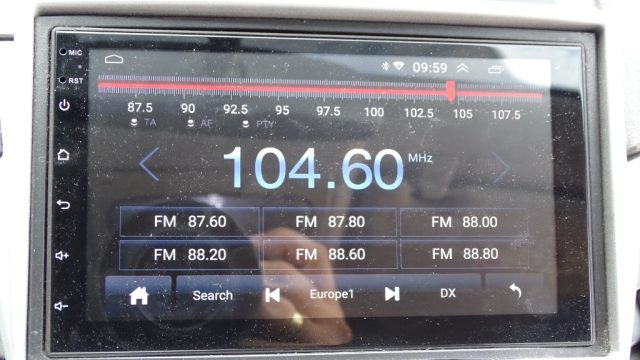 MIC
09:59
RST
87.5 90 92.5 95 97.5 100 102.5 105 107.5
TA AF PTY
104.60 MHz
FM 87.60 FM 87.80 FM 88.00
FM 88.20 FM 88.60 FM 88.80
Search Europe1 DX